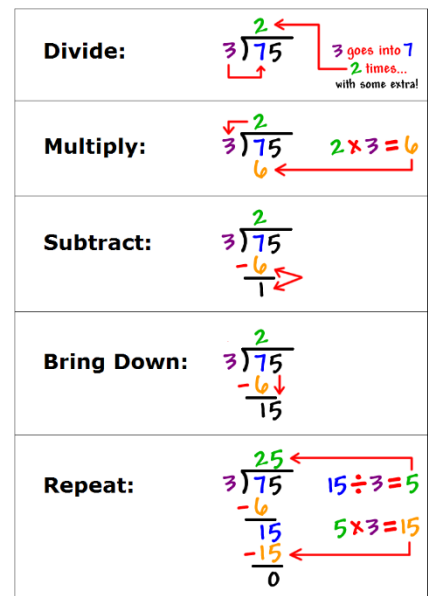 Divide:
2
3)75
3 goes into 7
2 times...
with some extra!
Multiply:
2
3)75
6
2 x 3 = 6
Subtract:
2
3)75
-6
1
Bring Down:
2
3)75
-6
15
Repeat:
25
3)75
-6
15
-15
0
15 ÷ 3 = 5
5 x 3 = 15